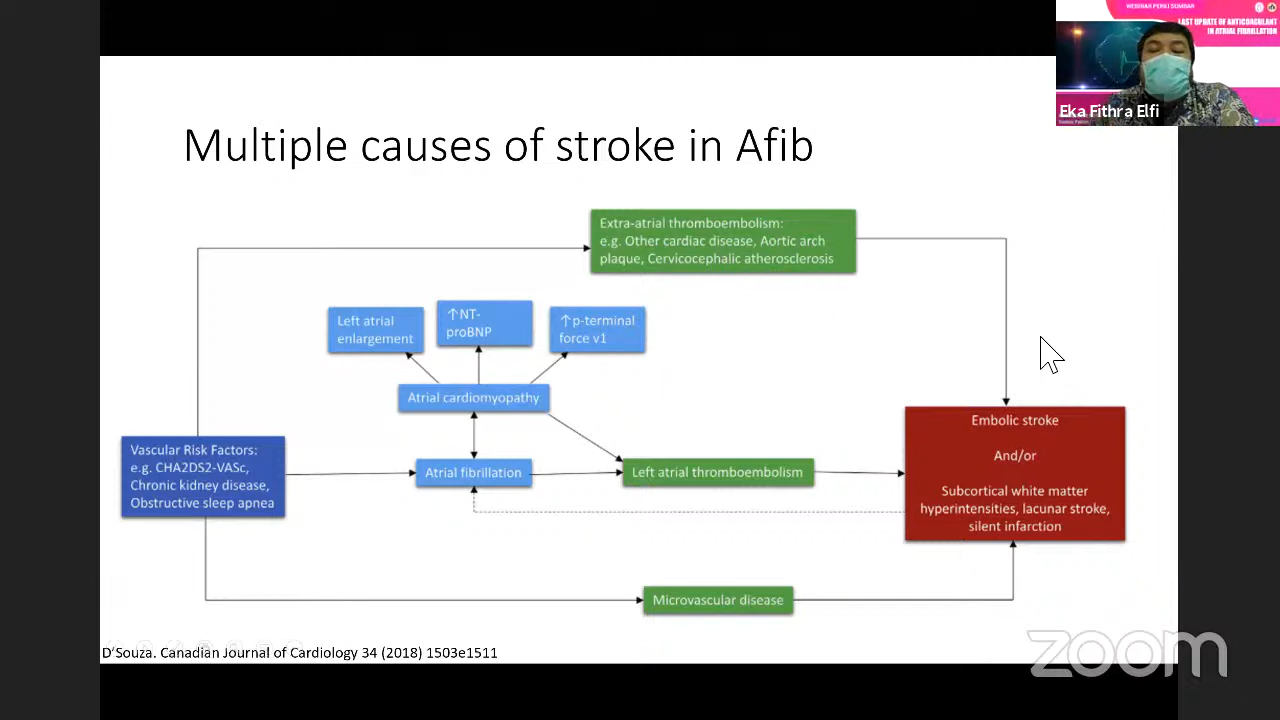 WEBINAR PERKI SUMBAR
LAST UPDATE OF ANTICOAGULANT
IN ATRIAL FIBRILLATION
Eka Fithra Elfi
Multiple causes of stroke in Afib
Extra-atrial thromboembolism:
e.g. Other cardiac disease, Aortic arch
plaque, Cervicocephalic atherosclerosis
Left atrial
enlargement
↑NT-
proBNP
↑p-terminal
force v1
Atrial cardiomyopathy
Vascular Risk Factors:
e.g. CHA2DS2-VASc,
Chronic kidney disease,
Obstructive sleep apnea
Atrial fibrillation
Left atrial thromboembolism
Embolic stroke
And/or
Subcortical white matter
hyperintensities, lacunar stroke,
silent infarction
Microvascular disease
D’Souza. Canadian Journal of Cardiology 34 (2018) 1503e1511
zoom